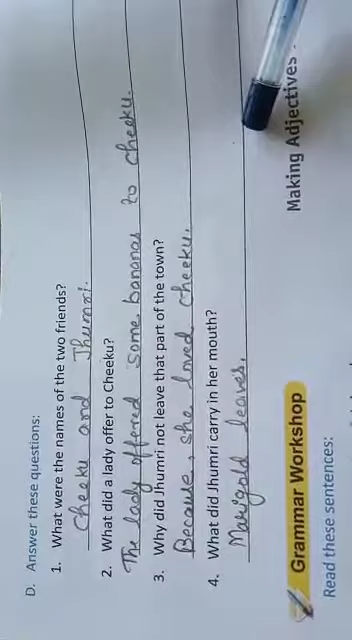 D. Answer these questions:
1. What were the names of the two friends?
Cheeku and Jhumri.
2. What did a lady offer to Cheeku?
The lady offered some bananas to cheeku.
3. Why did Jhumri not leave that part of the town?
Because, she loved cheeku.
4. What did Jhumri carry in her mouth?
Marigold leaves.
Grammar Workshop
Making Adjectives
Read these sentences: